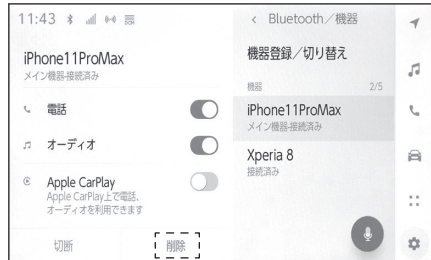 11:43
iPhone11ProMax
メイン機器-接続済み
電話
オーディオ
Apple CarPlay
Apple CarPlay上で電話、
オーディオを利用できます
切断
削除
< Bluetooth／機器
機器登録／切り替え
機器 2/5
iPhone11ProMax
メイン機器-接続済み
Xperia 8
接続済み